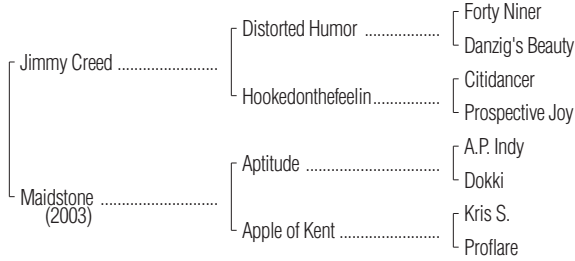 Forty Niner
Distorted Humor ..................
Danzig's Beauty
Jimmy Creed ........................
Citidancer
Hookedonthefeelin................
Prospective Joy
A.P. Indy
Aptitude ................................
Dokki
Maidstone ............................
(2003)
Kris S.
Apple of Kent ........................
Proflare